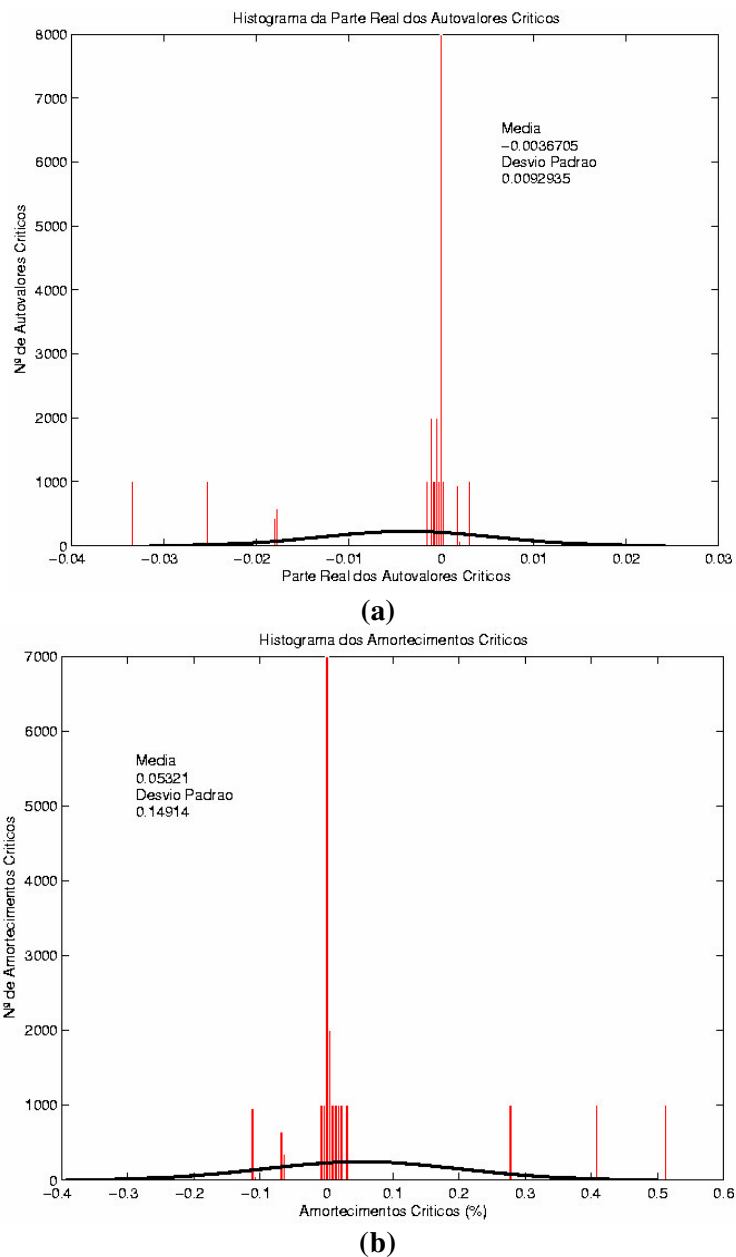 Histograma da Parte Real dos Autovalores Criticos
8000
7000
6000
5000
4000
3000
2000
1000
0
Nº de Autovalores Criticos
Media
−0.0036705
Desvio Padrao
0.0092935
−0.04 −0.03 −0.02 −0.01 0 0.01 0.02 0.03
Parte Real dos Autovalores Criticos
(a)
Histograma dos Amortecimentos Criticos
7000
6000
5000
4000
3000
2000
1000
0
Nº de Amortecimentos Criticos
Media
0.05321
Desvio Padrao
0.14914
−0.4 −0.3 −0.2 −0.1 0 0.1 0.2 0.3 0.4 0.5 0.6
Amortecimentos Criticos (%)
(b)